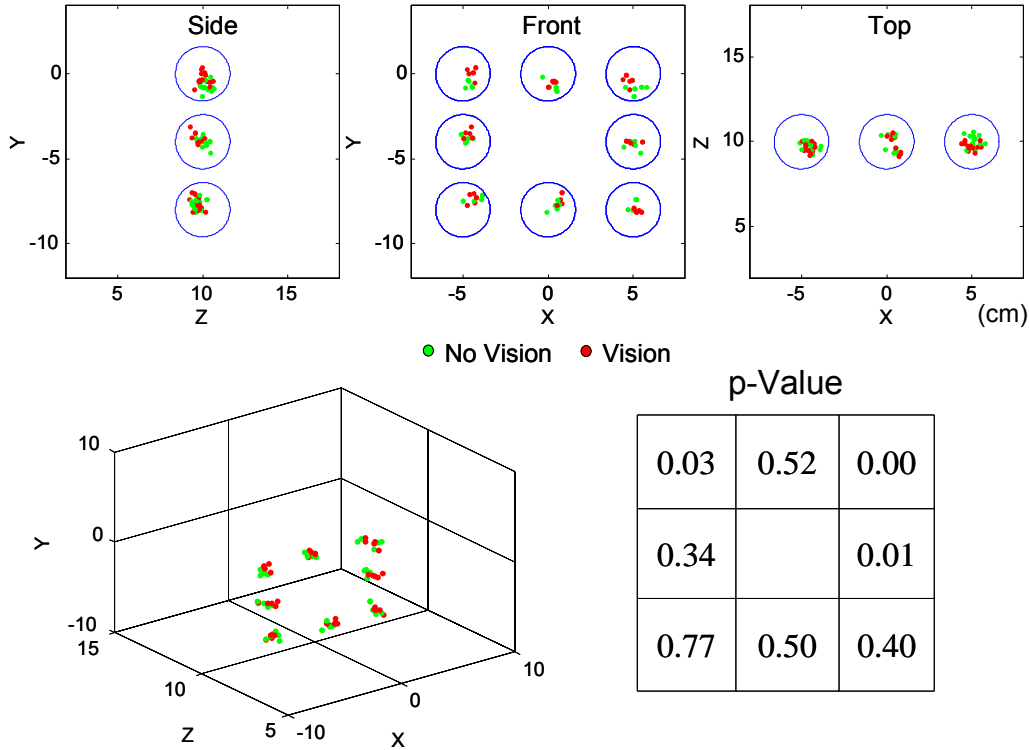 Side Front Top
0 0 15
Y Y Z
-5 -5 10
-10 -10 5
5 10 15 -5 0 5 -5 0 5
Z X X (cm)
No Vision Vision
p-Value
10
0.03 0.52 0.00
Y 0
0.34 0.01
-10
15
0.77 0.50 0.40
10
10
0
Z 5 -10
X